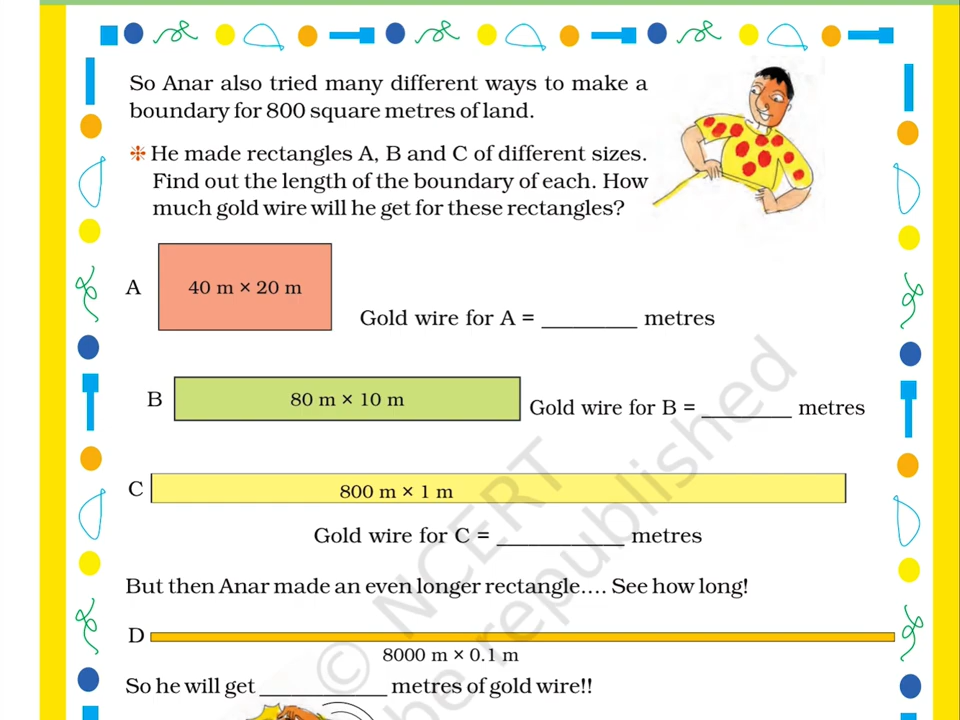 So Anar also tried many different ways to make a
boundary for 800 square metres of land.
❋ He made rectangles A, B and C of different sizes.
Find out the length of the boundary of each. How
much gold wire will he get for these rectangles?
A
40 m × 20 m
Gold wire for A = ________ metres
B
80 m × 10 m
Gold wire for B = ________ metres
C
800 m × 1 m
Gold wire for C = ___________ metres
But then Anar made an even longer rectangle.... See how long!
D
8000 m × 0.1 m
So he will get ___________ metres of gold wire!!
© NCERT
be republished